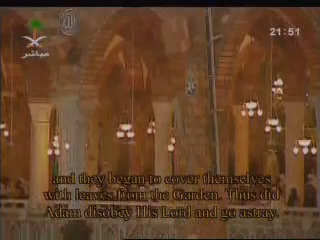 21:51
مباشر
and they began to cover themselves
with leaves from the Garden. Thus did
Adam disobey His Lord and go astray.